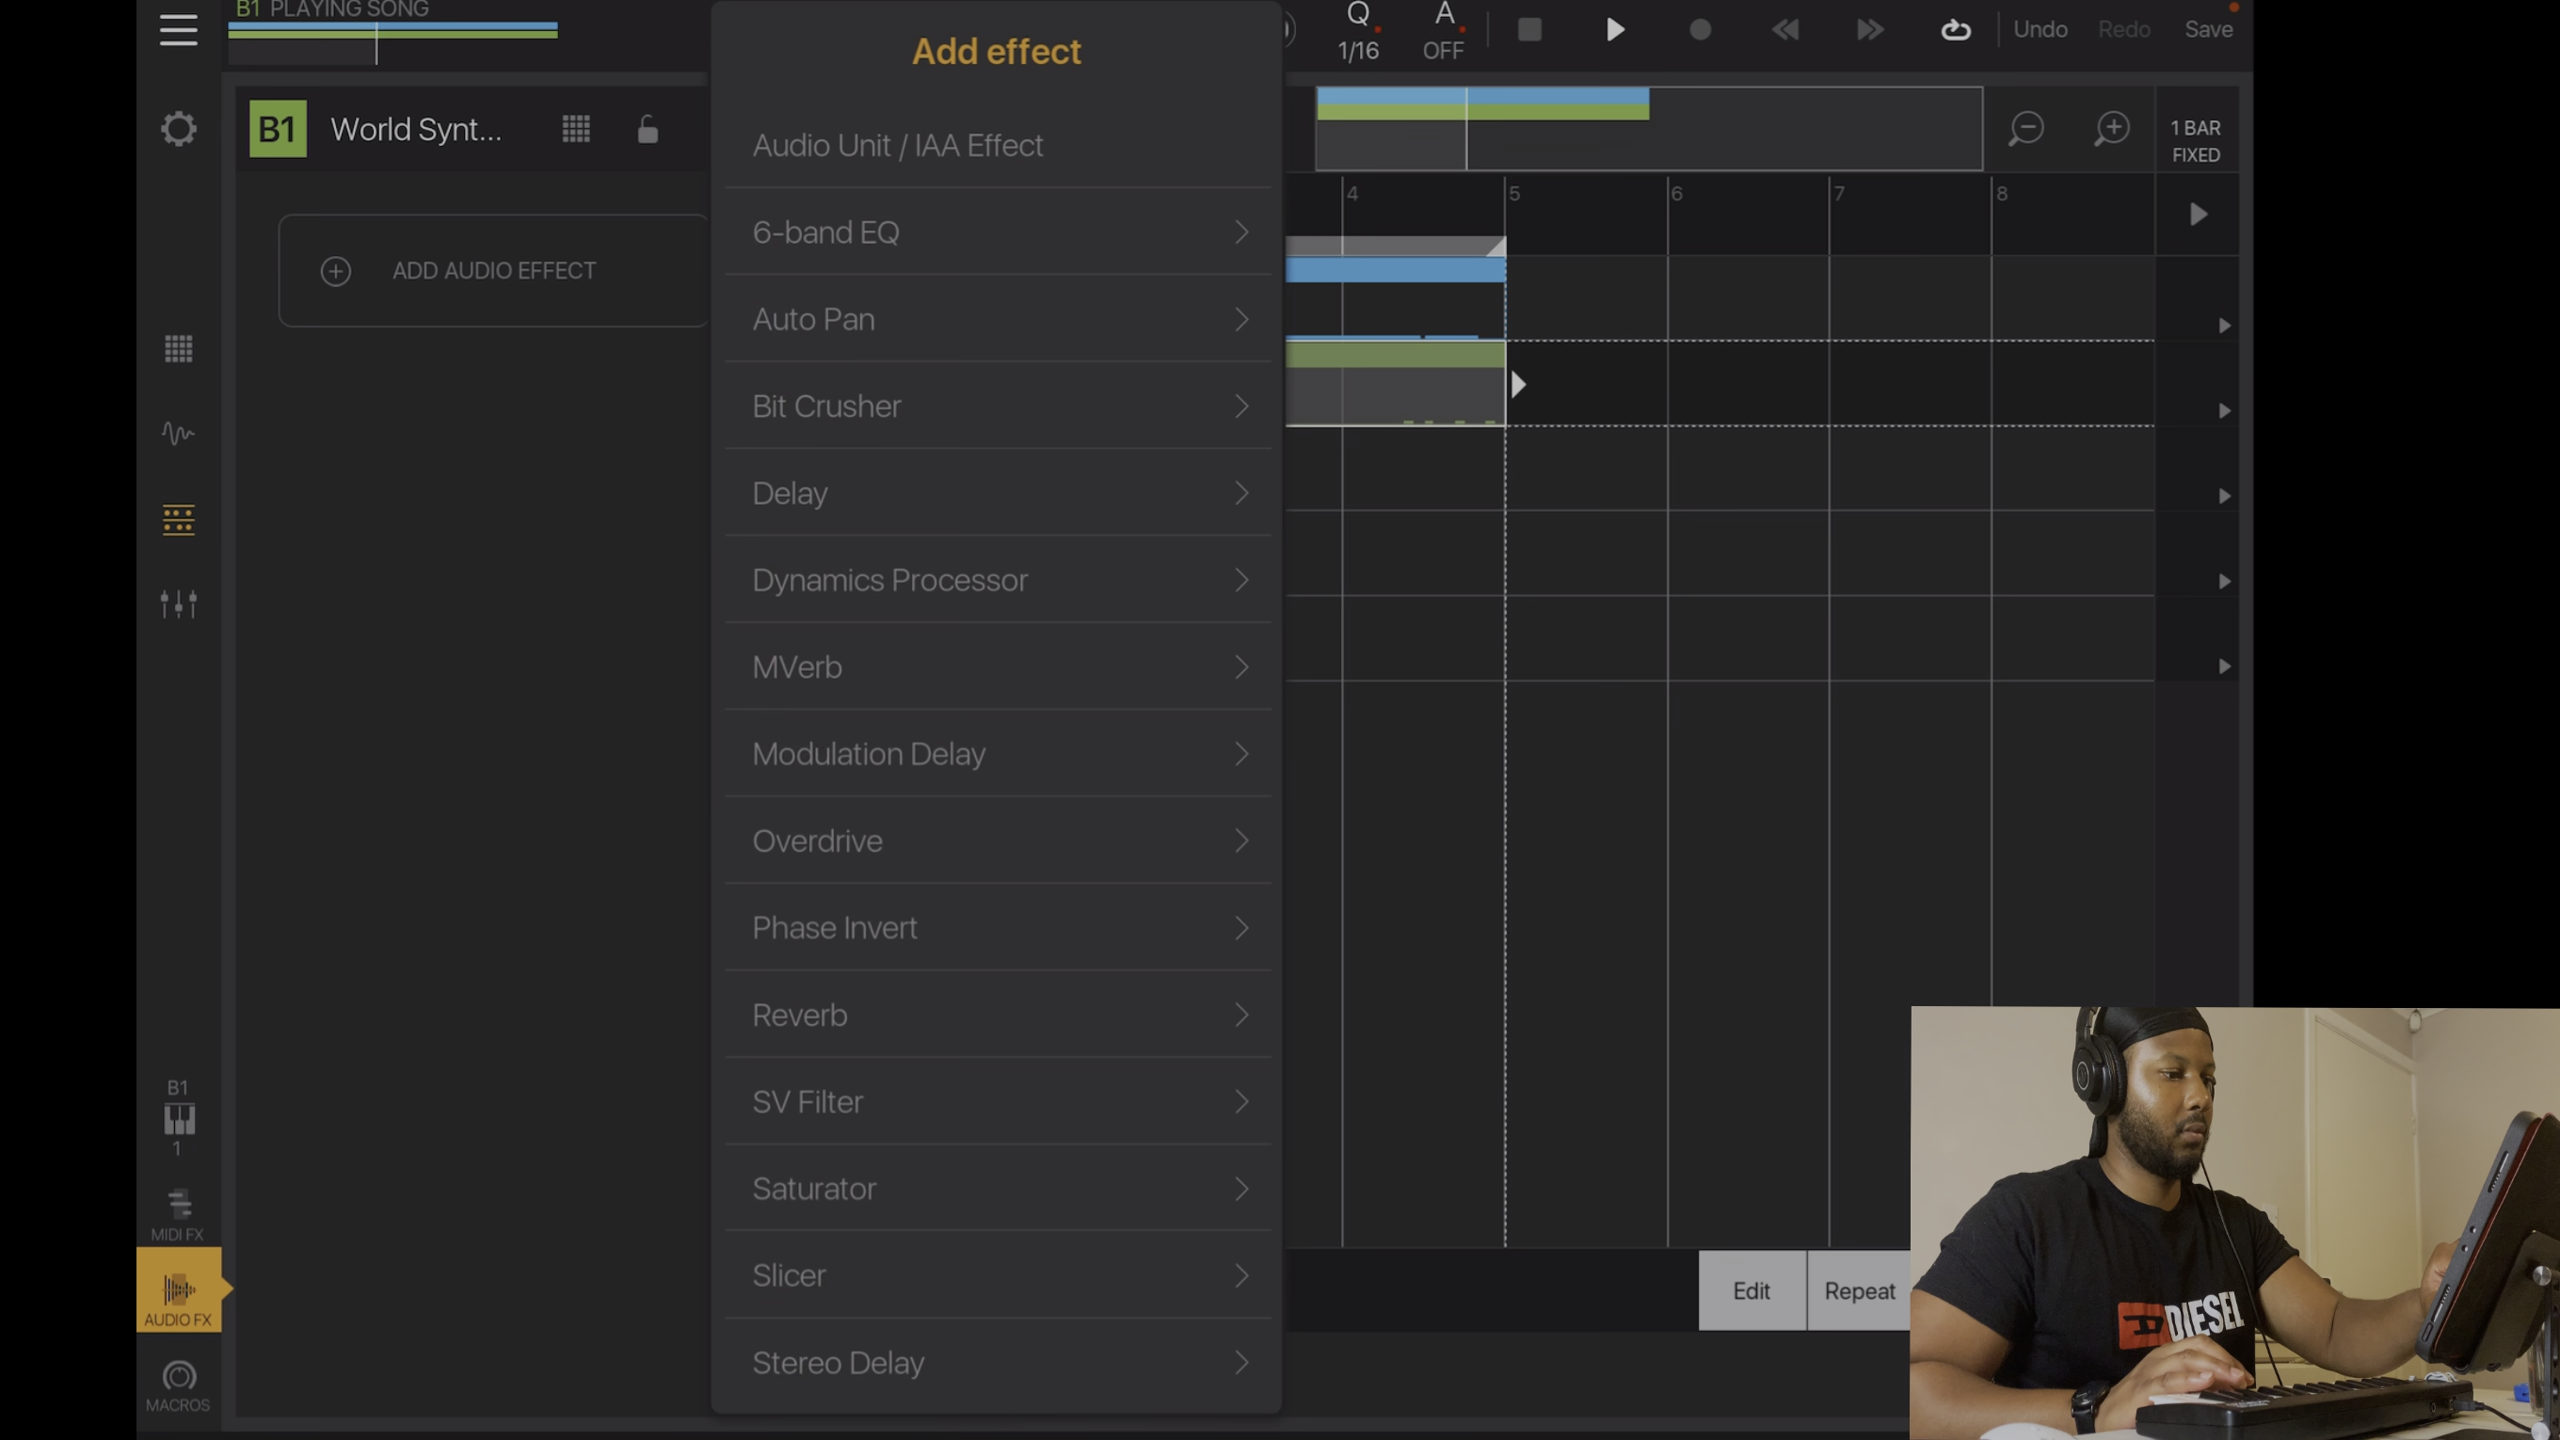 B1 PLAYING SONG
Q
1/16
A
OFF
Undo
Redo
Save
Add effect
B1
World Synt...
1 BAR
FIXED
ADD AUDIO EFFECT
Audio Unit / IAA Effect
6-band EQ
Auto Pan
Bit Crusher
Delay
Dynamics Processor
MVerb
Modulation Delay
Overdrive
Phase Invert
Reverb
SV Filter
Saturator
Slicer
Stereo Delay
4
5
6
7
8
B1
1
MIDI FX
AUDIO FX
MACROS
Edit
Repeat
DIESEL